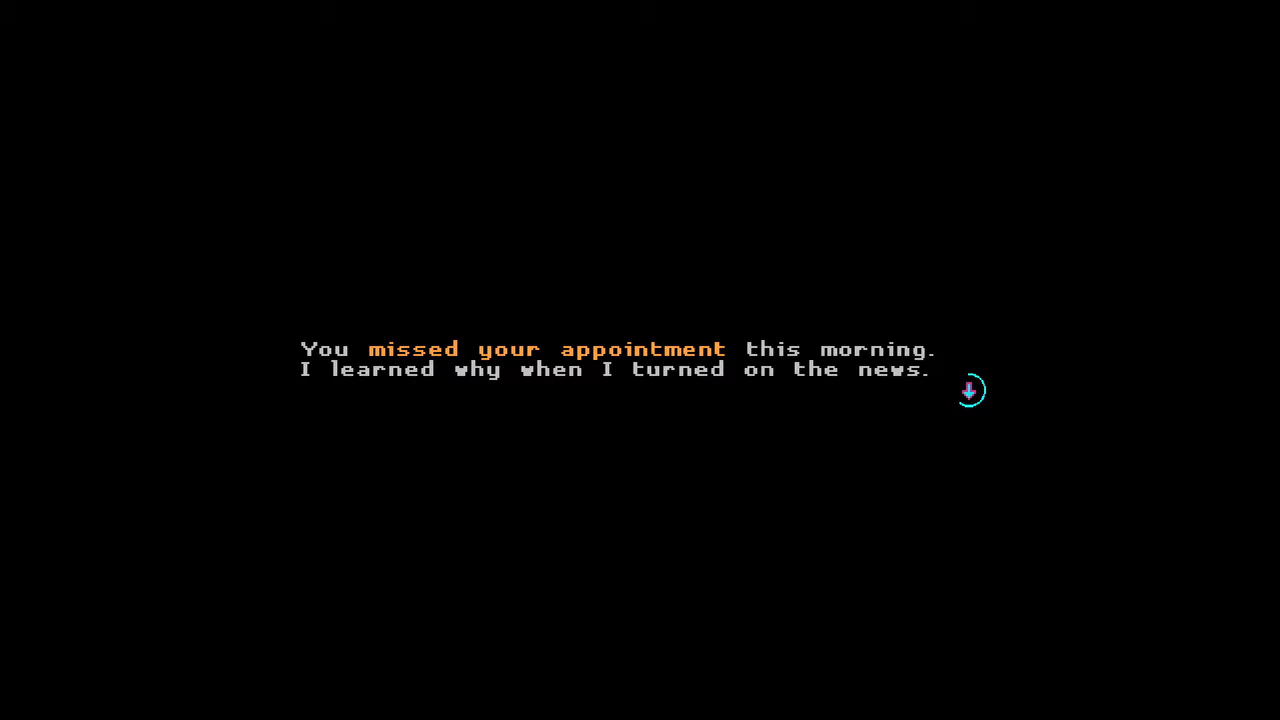 You missed your appointment this morning.
I learned why when I turned on the news.